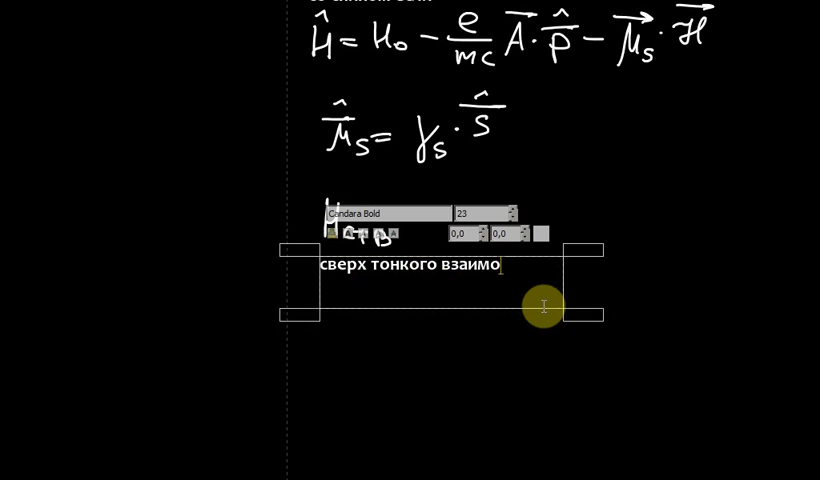 Ĥ = H₀ − e/mc A⃗ · p̂ − μ⃗ₛ · ℋ⃗
μ̂ₛ = γₛ · ŝ
Candara Bold 23
0,0 0,0
сверх тонкого взаимо